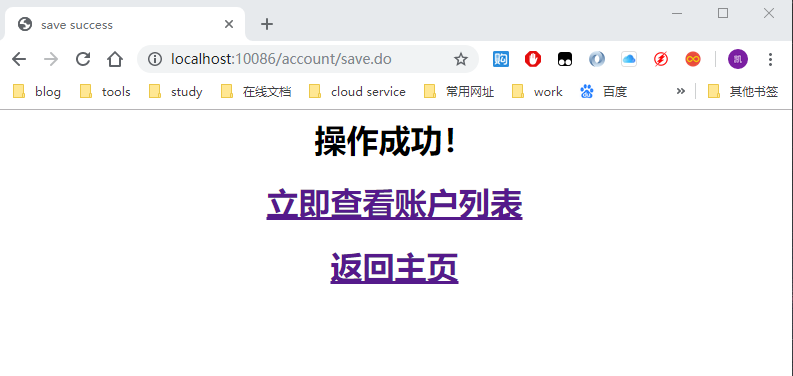 save success
localhost:10086/account/save.do
购
凯
blog tools study 在线文档 cloud service 常用网址 work 百度 » 其他书签
操作成功！
立即查看账户列表
返回主页